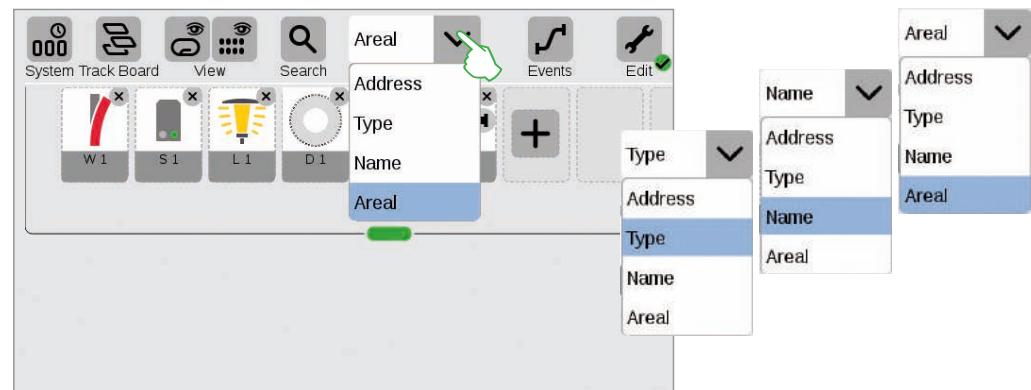 000
System Track Board View Search Areal Events Edit
Address
Type
Name
Areal
W 1 S 1 L 1 D 1
Type
Address
Type
Name
Areal
Name
Address
Type
Name
Areal
Areal
Address
Type
Name
Areal